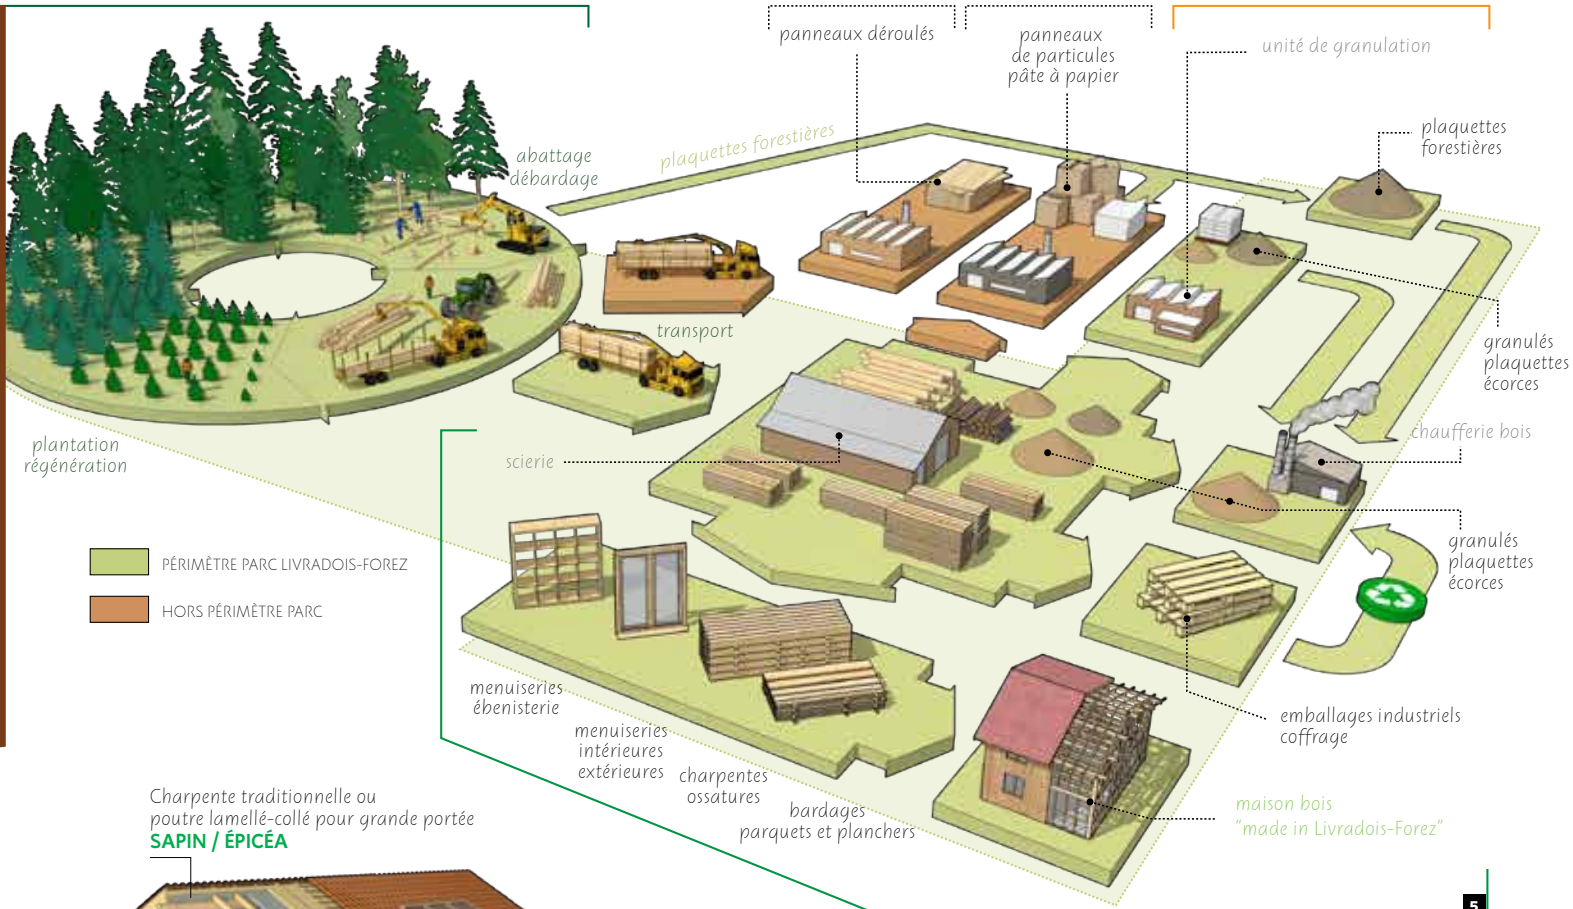 panneaux déroulés
panneaux
de particules
pâte à papier
unité de granulation
plaquettes
forestières
plaquettes forestières
abattage
débardage
transport
granulés
plaquettes
écorces
plantation
régénération
scierie
chaufferie bois
granulés
plaquettes
écorces
PÉRIMÈTRE PARC LIVRADOIS-FOREZ
HORS PÉRIMÈTRE PARC
menuiseries
ébenisterie
menuiseries
intérieures
extérieures
charpentes
ossatures
bardages
parquets et planchers
emballages industriels
coffrage
maison bois
"made in Livradois-Forez"
Charpente traditionnelle ou
poutre lamellé-collé pour grande portée
SAPIN / ÉPICÉA
5